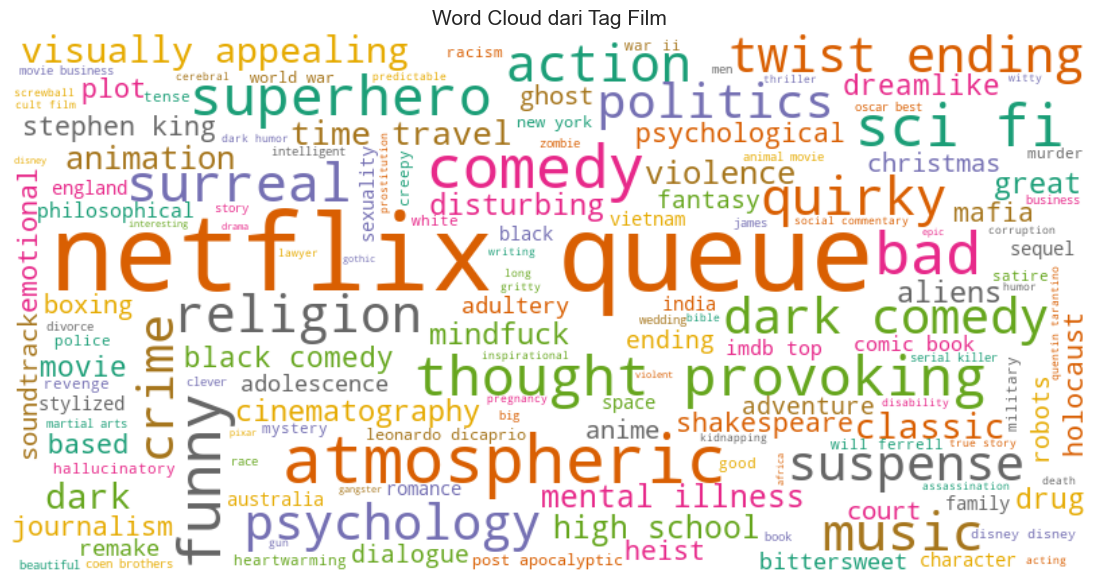 Word Cloud dari Tag Film
visually appealing
racism
war ii
action
twist ending
movie business
cerebral
world war
predictable
men
thriller
witty
screwball
cult film
plot
tense
superhero
ghost
politics
dreamlike
oscar best
stephen king
dark humor
time travel
new york
psychological
sci fi
zombie
disney
animation
intelligent
sexuality
prostitution
creepy
comedy
violence
animal movie
christmas
murder
emotional
england
surreal
disturbing
fantasy
quirky
great
business
philosophical
story
white
vietnam
james
social commentary
mafia
interesting
drama
black
corruption
netflix queue
lawyer
gothic
writing
bad
epic
sequel
long
gritty
satire
humor
aliens
quentin tarantino
boxing
religion
adultery
india
dark comedy
wedding
bible
divorce
police
crime
mindfuck
ending
imdb top
comic book
holocaust
soundtrack
movie
black comedy
inspirational
serial killer
revenge
clever
adolescence
thought provoking
violent
stylized
pregnancy
space
disability
military
robots
martial arts
pixar
cinematography
big
adventure
based
funny
mystery
leonardo dicaprio
anime
shakespeare
classic
kidnapping
will ferrell
true story
hallucinatory
race
atmospheric
good
africa
suspense
dark
gangster
romance
australia
mental illness
assassination
death
family
drug
journalism
psychology
high school
court
gun
book
music
disney disney
remake
heartwarming
dialogue
heist
beautiful
coen brothers
post apocalyptic
bittersweet
character
acting